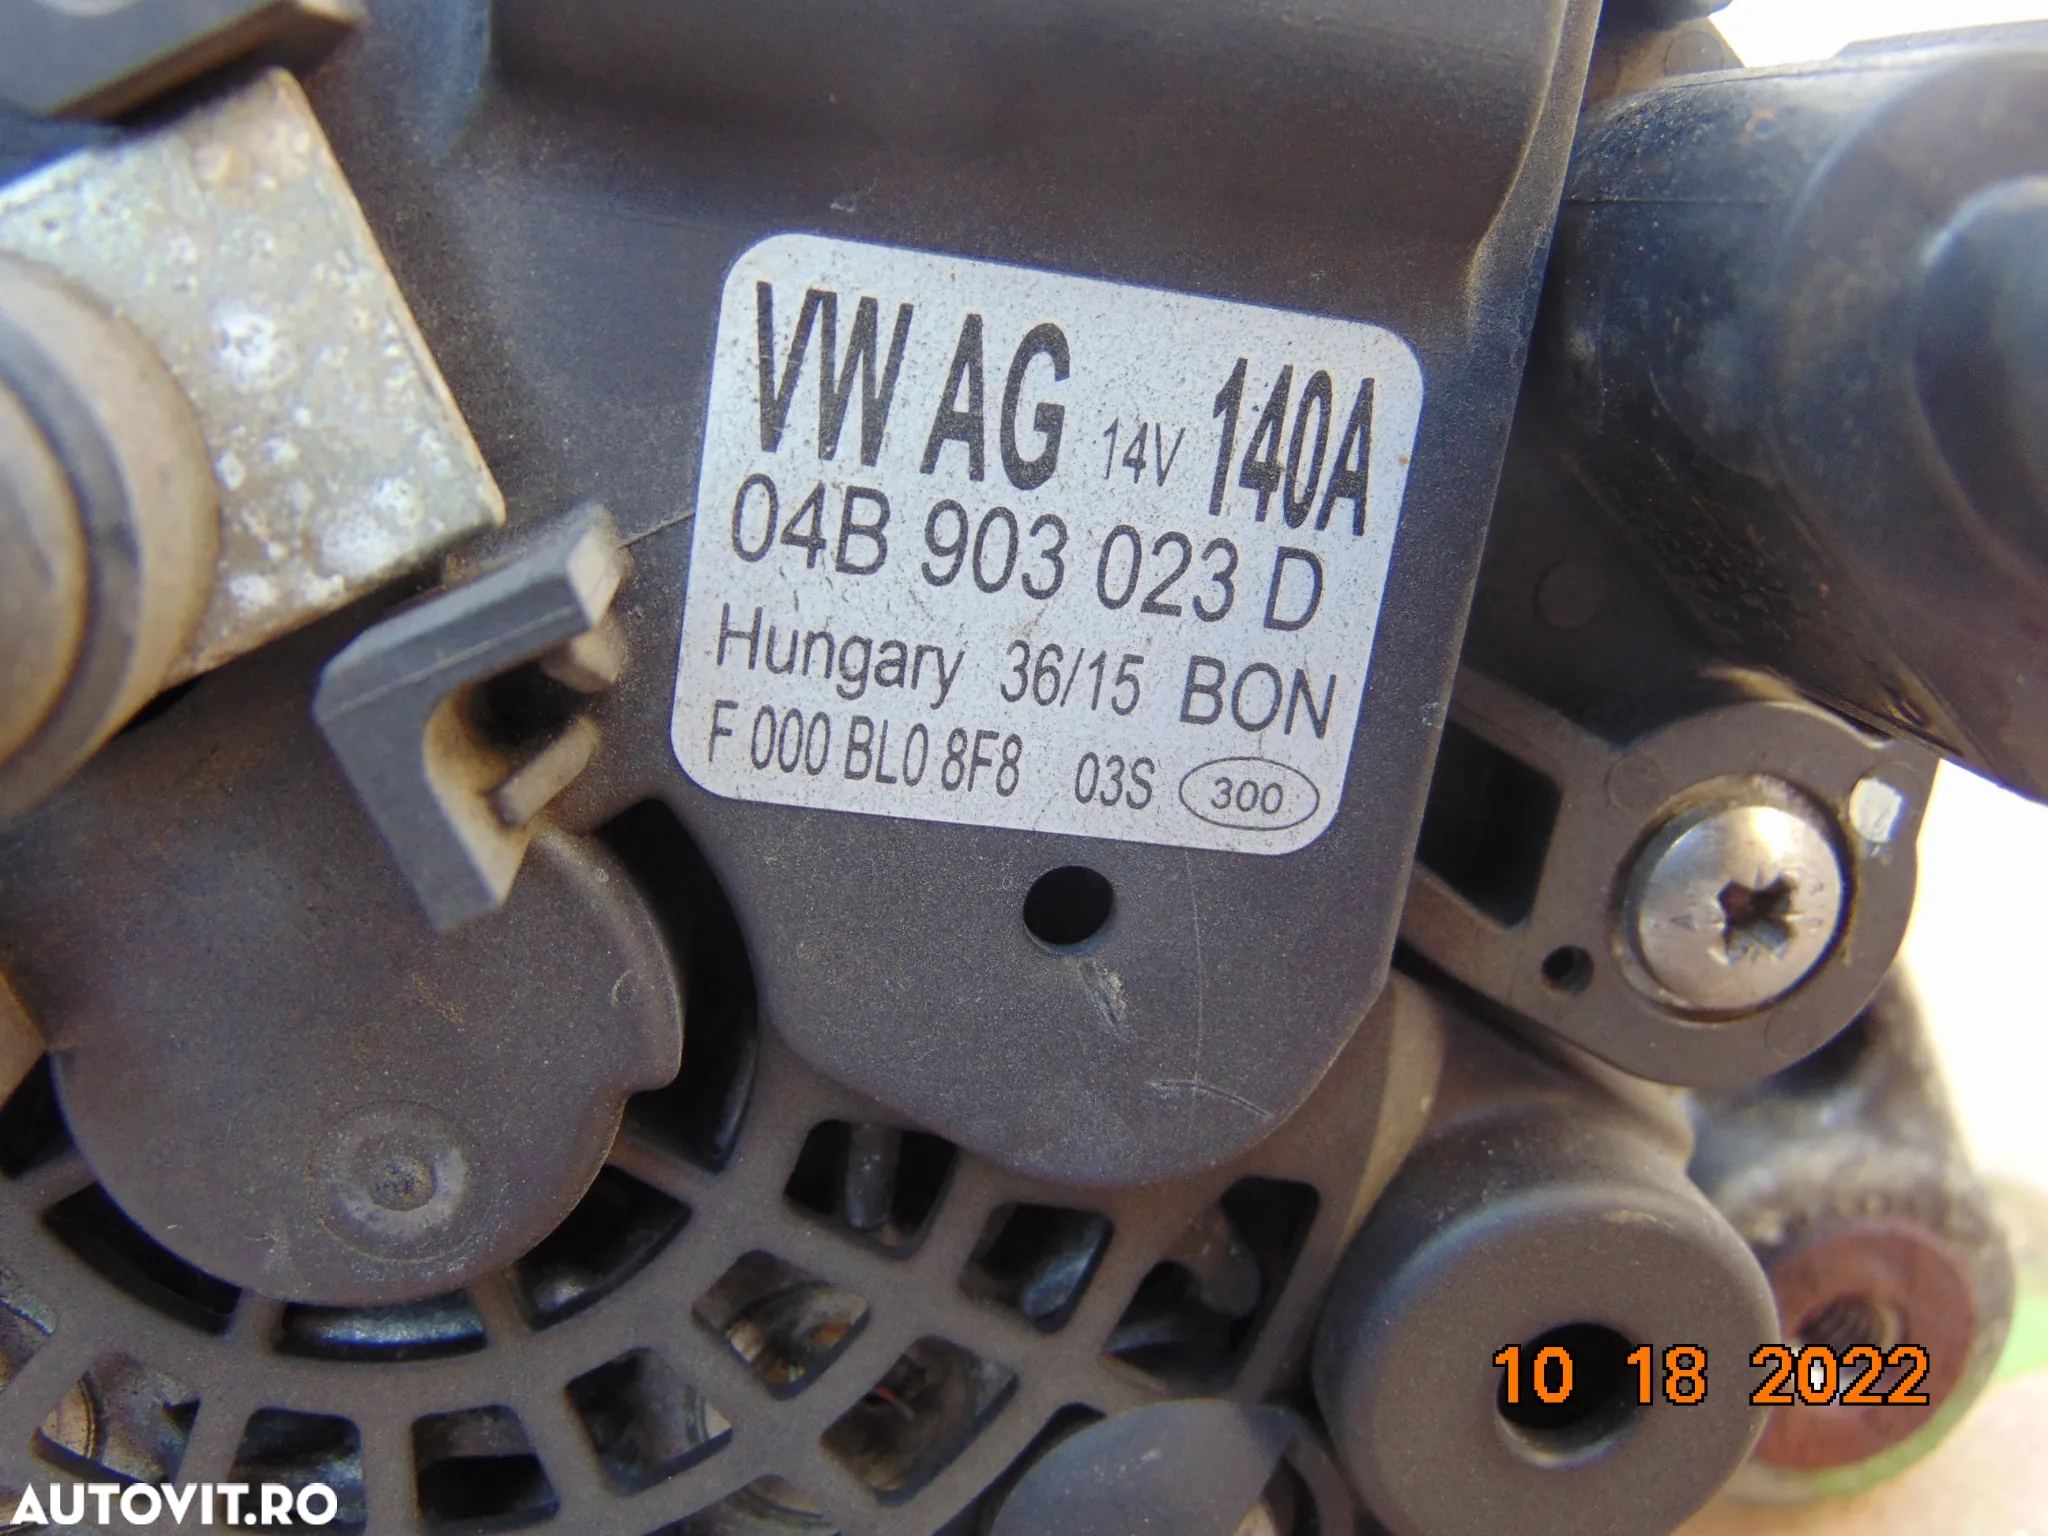 VW AG 14V 140A
04B 903 023 D
Hungary 36/15 BON
F 000 BL0 8F8 03S 300
10 18 2022
AUTOVIT.RO